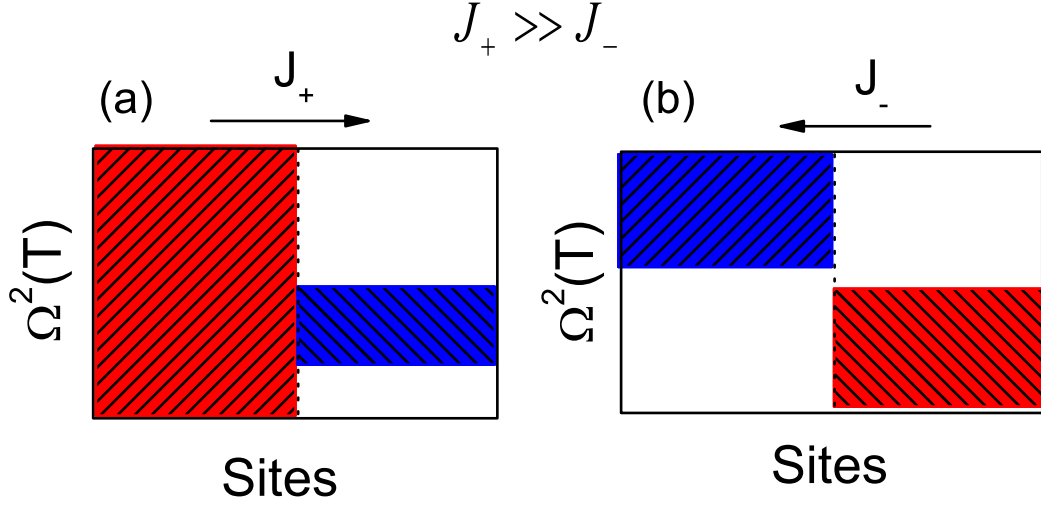 J₊ >> J₋
(a) J₊
(b) J₋
Ω²(T)
Ω²(T)
Sites
Sites